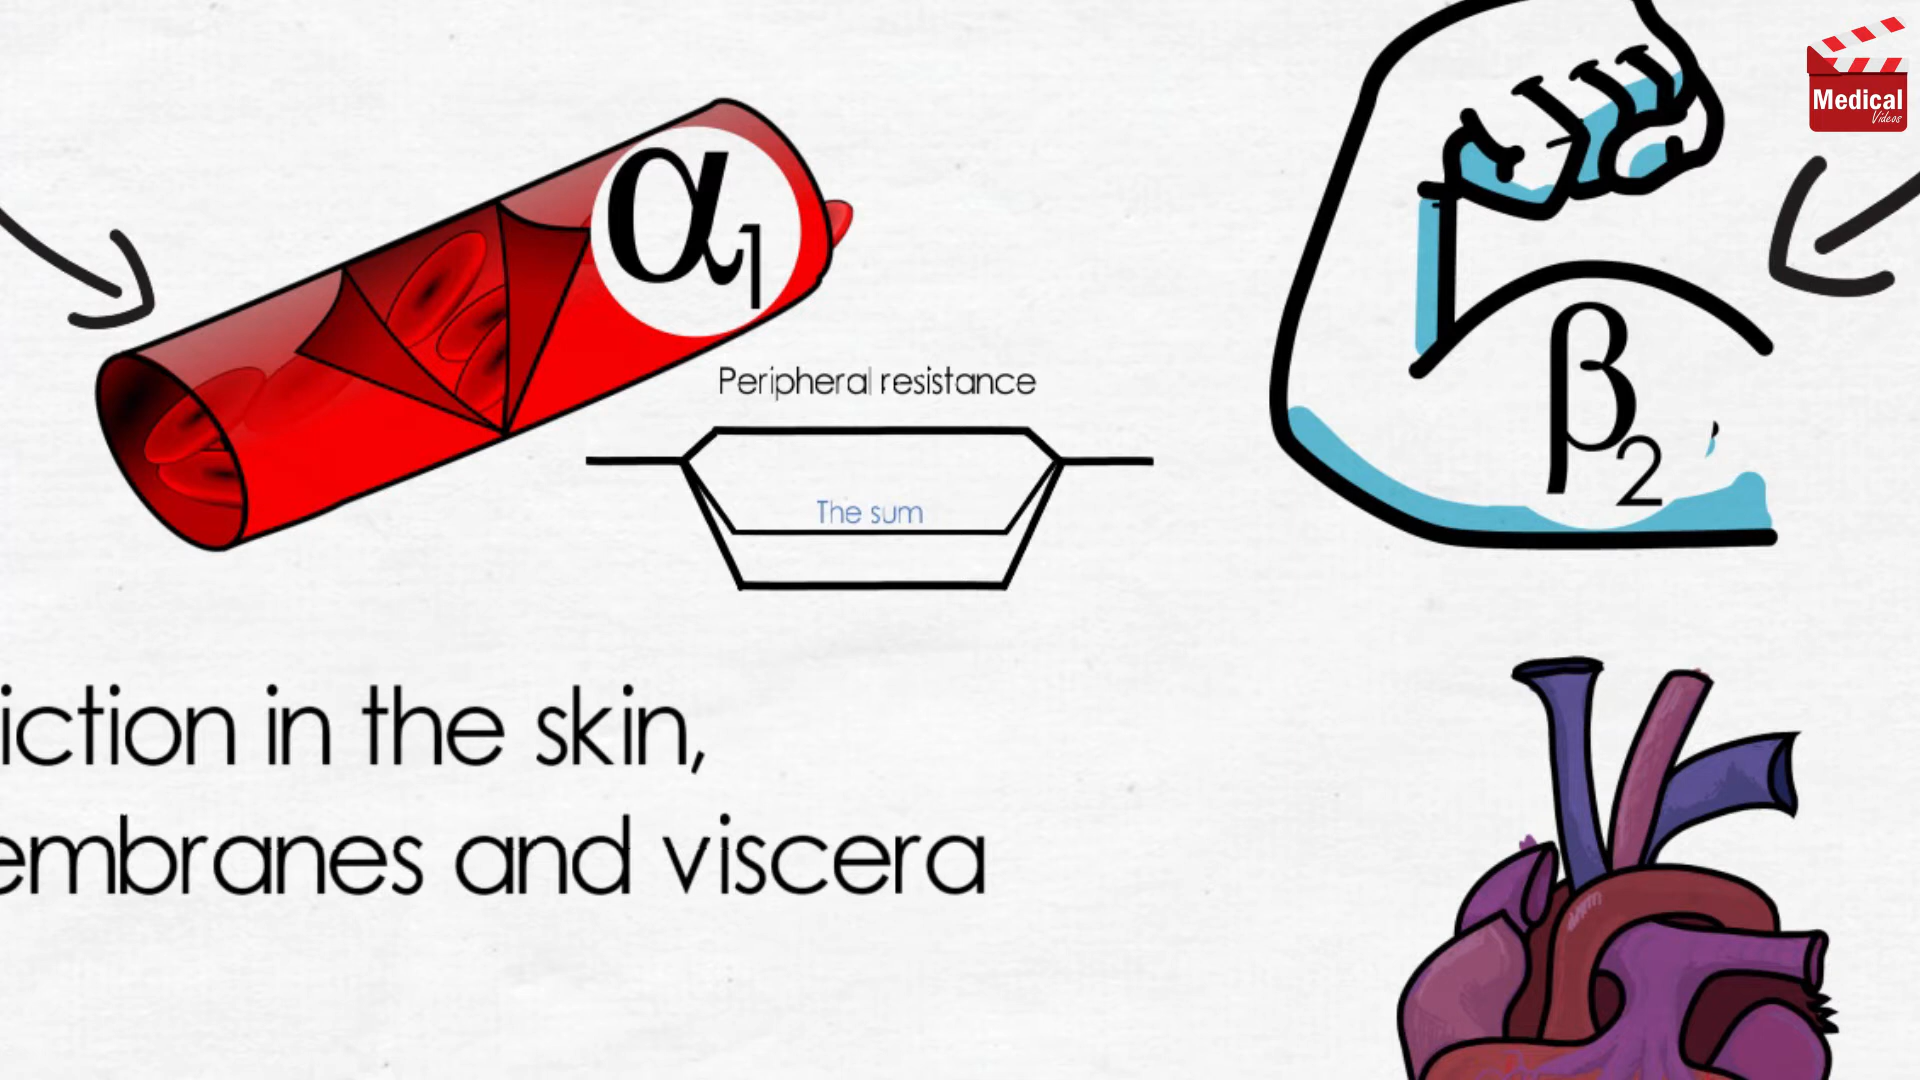 Medical
Videos
α1
Peripheral resistance
The sum
β2
iction in the skin,
embranes and viscera